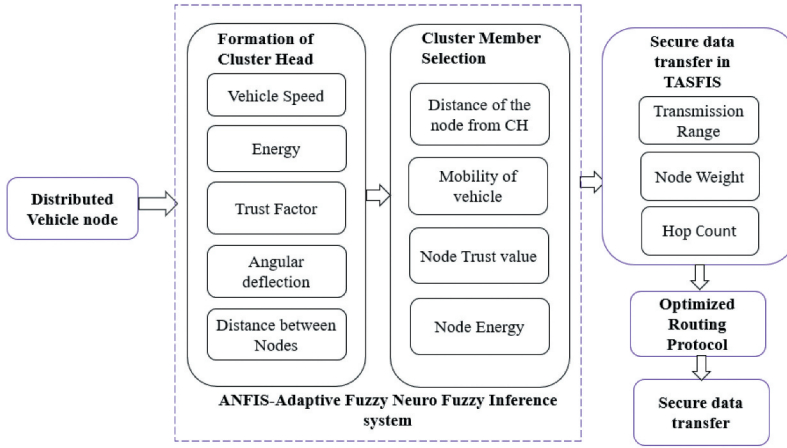 Distributed
Vehicle node
Formation of
Cluster Head
Vehicle Speed
Energy
Trust Factor
Angular
deflection
Distance between
Nodes
Cluster Member
Selection
Distance of the
node from CH
Mobility of
vehicle
Node Trust value
Node Energy
ANFIS-Adaptive Fuzzy Neuro Fuzzy Inference
system
Secure data
transfer in
TASFIS
Transmission
Range
Node Weight
Hop Count
Optimized
Routing
Protocol
Secure data
transfer